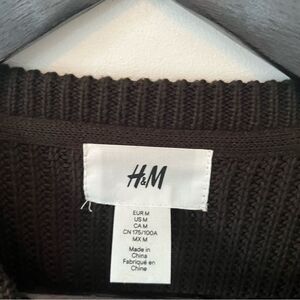 H&M
EUR M
US M
CA M
CN 175/100A
MX M
Made in
China
Fabriqué en
Chine